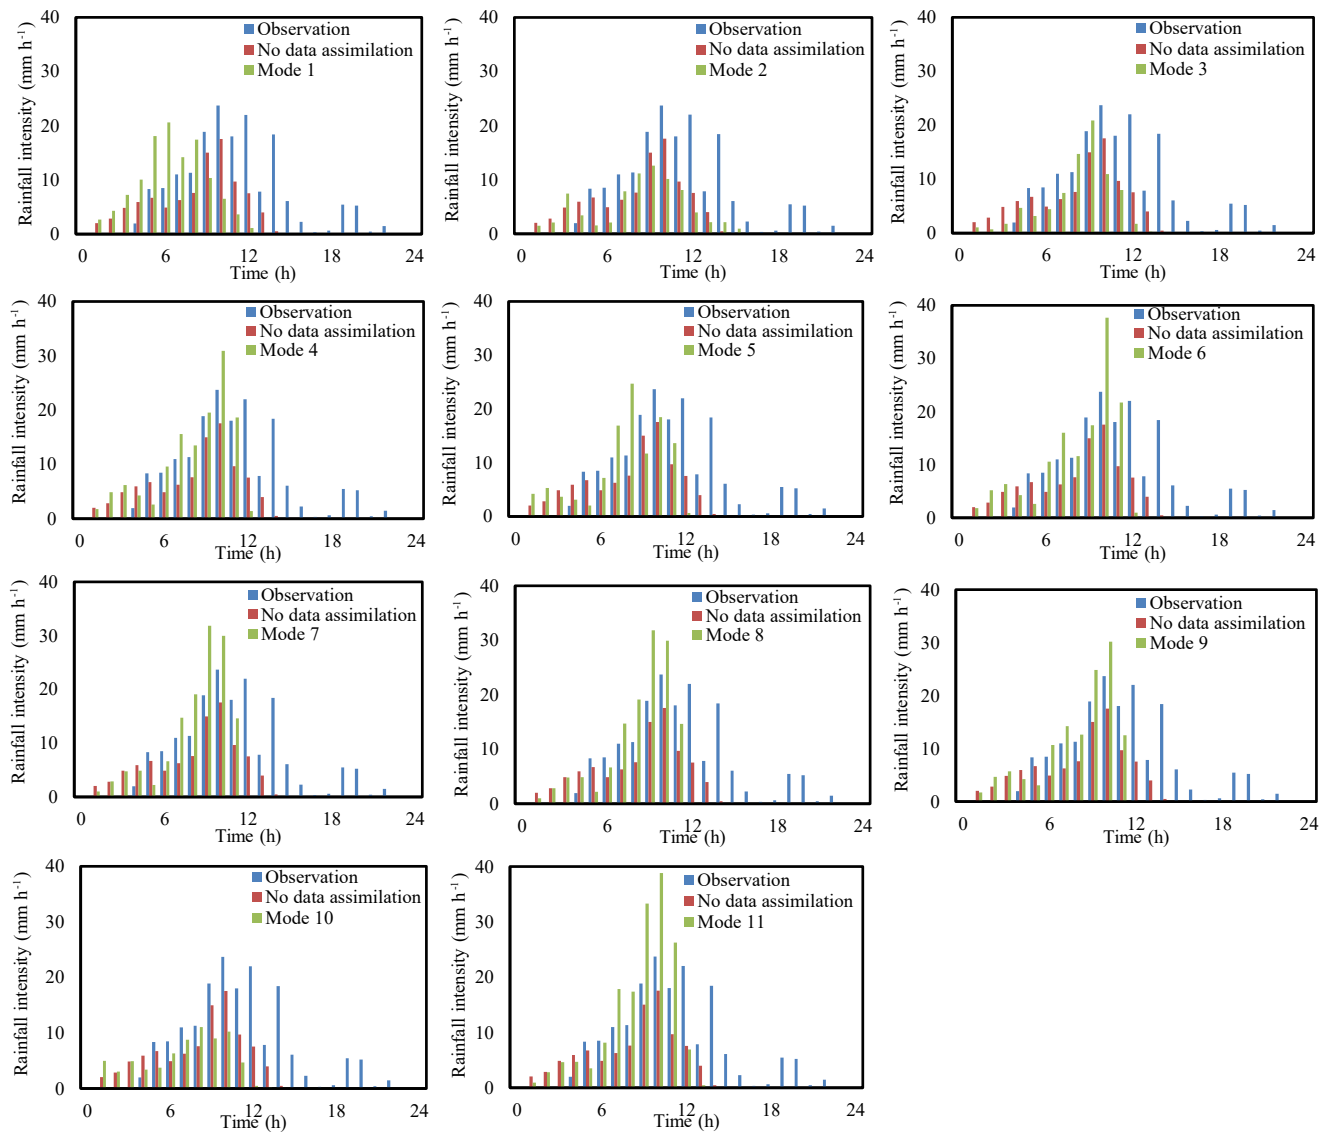 Rainfall intensity (mm h-1)
40
30
20
10
0
Observation
No data assimilation
Mode 1
0 6 12 18 24
Time (h)
Rainfall intensity (mm h-1)
40
30
20
10
0
Observation
No data assimilation
Mode 2
0 6 12 18 24
Time (h)
Rainfall intensity (mm h-1)
40
30
20
10
0
Observation
No data assimilation
Mode 3
0 6 12 18 24
Time (h)
Rainfall intensity (mm h-1)
40
30
20
10
0
Observation
No data assimilation
Mode 4
0 6 12 18 24
Time (h)
Rainfall intensity (mm h-1)
40
30
20
10
0
Observation
No data assimilation
Mode 5
0 6 12 18 24
Time (h)
Rainfall intensity (mm h-1)
40
30
20
10
0
Observation
No data assimilation
Mode 6
0 6 12 18 24
Time (h)
Rainfall intensity (mm h-1)
40
30
20
10
0
Observation
No data assimilation
Mode 7
0 6 12 18 24
Time (h)
Rainfall intensity (mm h-1)
40
30
20
10
0
Observation
No data assimilation
Mode 8
0 6 12 18 24
Time (h)
Rainfall intensity (mm h-1)
40
30
20
10
0
Observation
No data assimilation
Mode 9
0 6 12 18 24
Time (h)
Rainfall intensity (mm h-1)
40
30
20
10
0
Observation
No data assimilation
Mode 10
0 6 12 18 24
Time (h)
Rainfall intensity (mm h-1)
40
30
20
10
0
Observation
No data assimilation
Mode 11
0 6 12 18 24
Time (h)